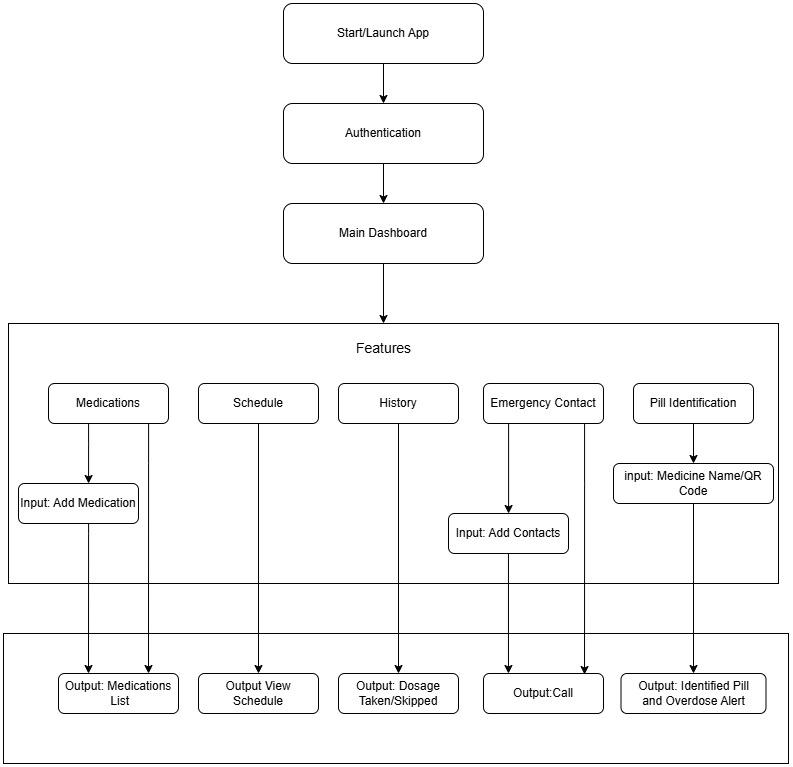 Start/Launch App
Authentication
Main Dashboard
Features
Medications
Schedule
History
Emergency Contact
Pill Identification
Input: Add Medication
input: Medicine Name/QR
Code
Input: Add Contacts
Output: Medications
List
Output View
Schedule
Output: Dosage
Taken/Skipped
Output:Call
Output: Identified Pill
and Overdose Alert